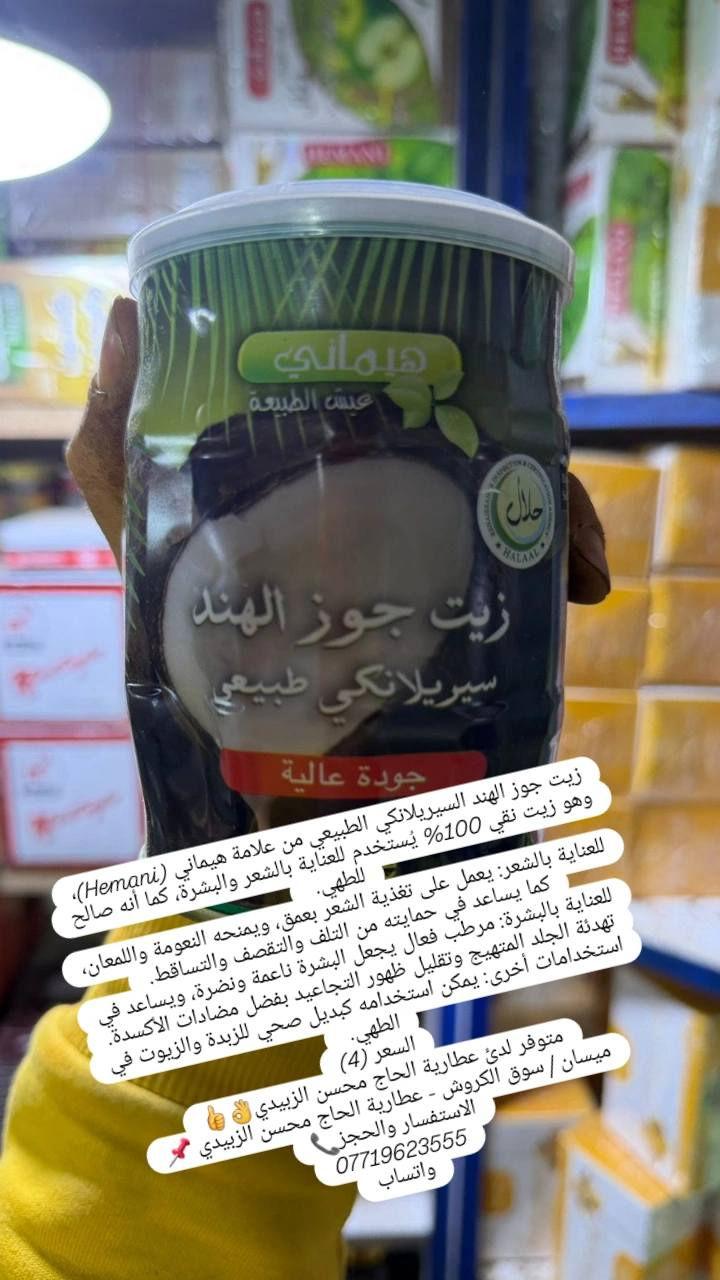 HEMANI
هيماني
عيش الطبيعة
حلال
HALAAL
زيت جوز الهند
سيريلانكي طبيعي
جودة عالية
زيت جوز الهند السيريلانكي الطبيعي من علامة هيماني (Hemani)،
وهو زيت نقي 100% يُستخدم للعناية بالشعر والبشرة، كما أنه صالح
للطهي.
للعناية بالشعر: يعمل على تغذية الشعر بعمق، ويمنحه النعومة واللمعان،
كما يساعد في حمايته من التلف والتقصف والتساقط.
للعناية بالبشرة: مرطب فعال يجعل البشرة ناعمة ونضرة، ويساعد في
تهدئة الجلد المتهيج وتقليل ظهور التجاعيد بفضل مضادات الأكسدة.
استخدامات أخرى: يمكن استخدامه كبديل صحي للزبدة والزيوت في
الطهي.
السعر (4)
متوفر لدئ عطاربة الحاج محسن الزبيدي👌👍
ميسان / سوق الكروش - عطاربة الحاج محسن الزبيدي 📌
الاستفسار والحجز📞
07719623555
واتساب